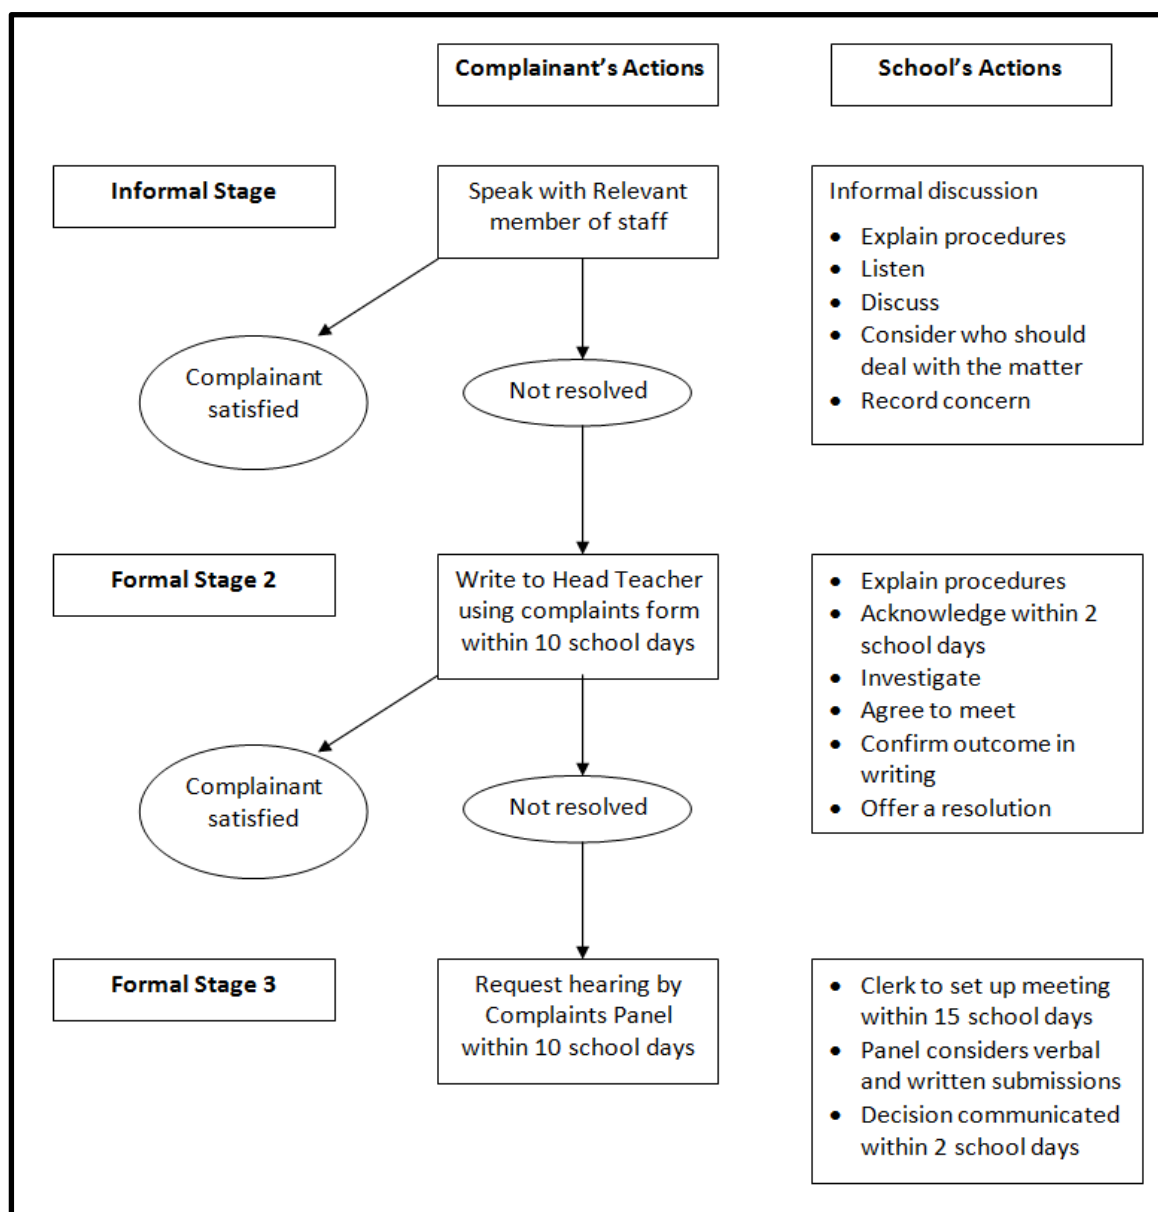 Complainant’s Actions
School’s Actions
Informal Stage
Speak with Relevant
member of staff
Informal discussion
• Explain procedures
• Listen
• Discuss
• Consider who should
deal with the matter
• Record concern
Complainant
satisfied
Not resolved
Formal Stage 2
Write to Head Teacher
using complaints form
within 10 school days
• Explain procedures
• Acknowledge within 2
school days
• Investigate
• Agree to meet
• Confirm outcome in
writing
• Offer a resolution
Complainant
satisfied
Not resolved
Formal Stage 3
Request hearing by
Complaints Panel
within 10 school days
• Clerk to set up meeting
within 15 school days
• Panel considers verbal
and written submissions
• Decision communicated
within 2 school days